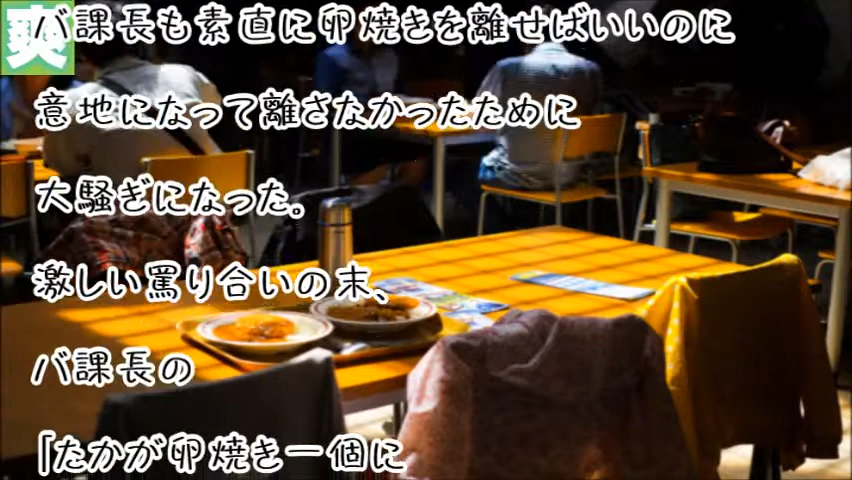 爽
バ課長も素直に卵焼きを離せばいいのに
意地になって離さなかったために
大騒ぎになった。
激しい罵り合いの末、
バ課長の
「たかが卵焼き一個に